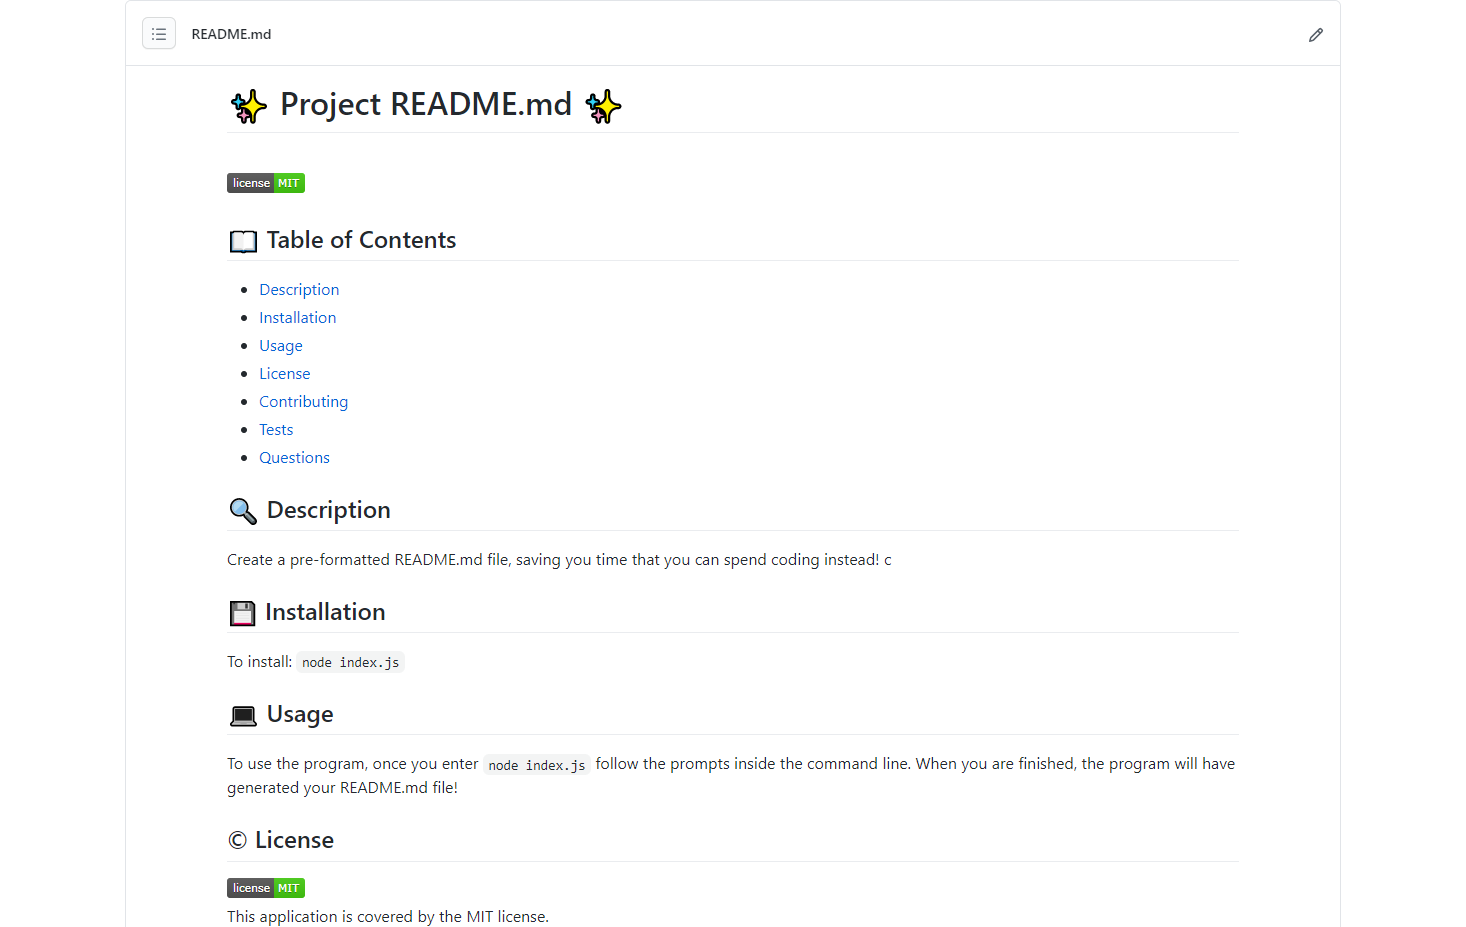 README.md
✨ Project README.md ✨
license MIT
📖 Table of Contents
Description
Installation
Usage
License
Contributing
Tests
Questions
🔍 Description
Create a pre-formatted README.md file, saving you time that you can spend coding instead! c
💾 Installation
To install: node index.js
💻 Usage
To use the program, once you enter node index.js follow the prompts inside the command line. When you are finished, the program will have
generated your README.md file!
© License
license MIT
This application is covered by the MIT license.